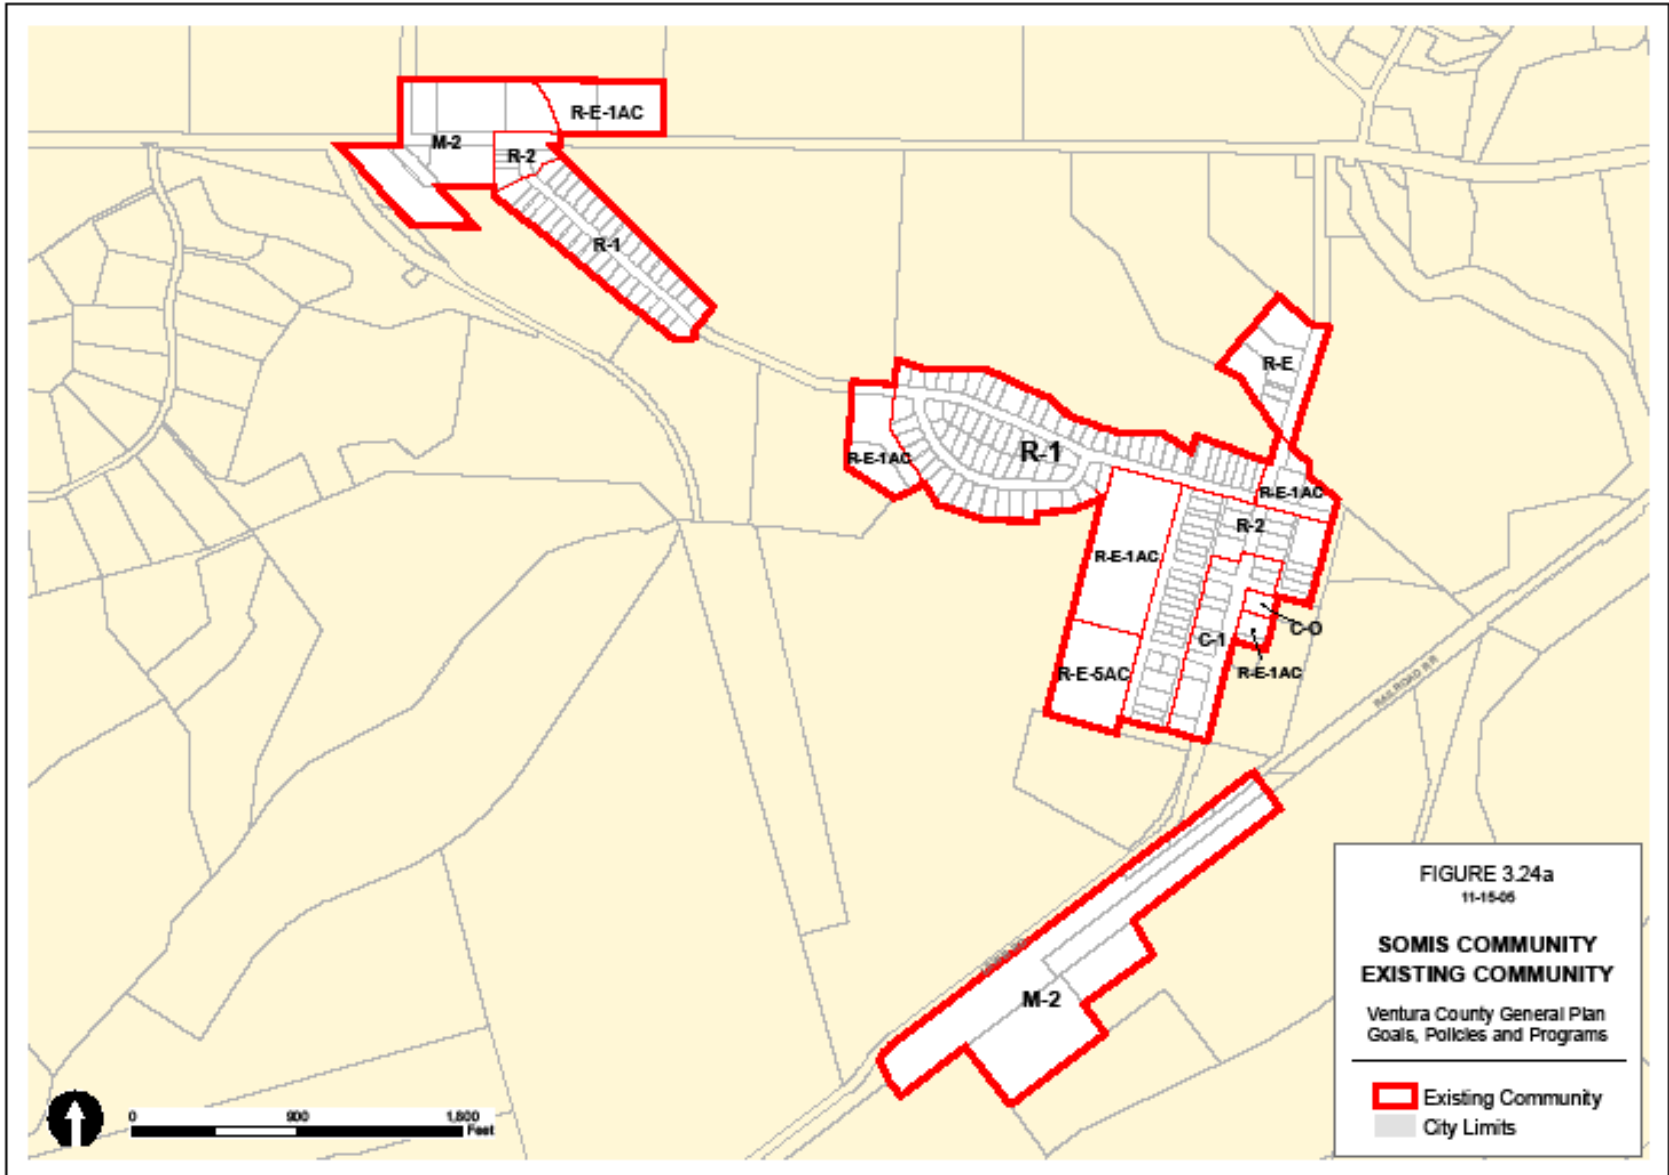 R-E-1AC
M-2
R-2
R-1
R-E
R-1
R-E-1AC
R-E-1AC
R-2
R-E-1AC
C-O
C-1
R-E-1AC
R-E-5AC
RAILROAD RR
M-2
FIGURE 3.24a
11-15-05
SOMIS COMMUNITY
EXISTING COMMUNITY
Ventura County General Plan
Goals, Policies and Programs
Existing Community
City Limits
0 900 1,800
Feet